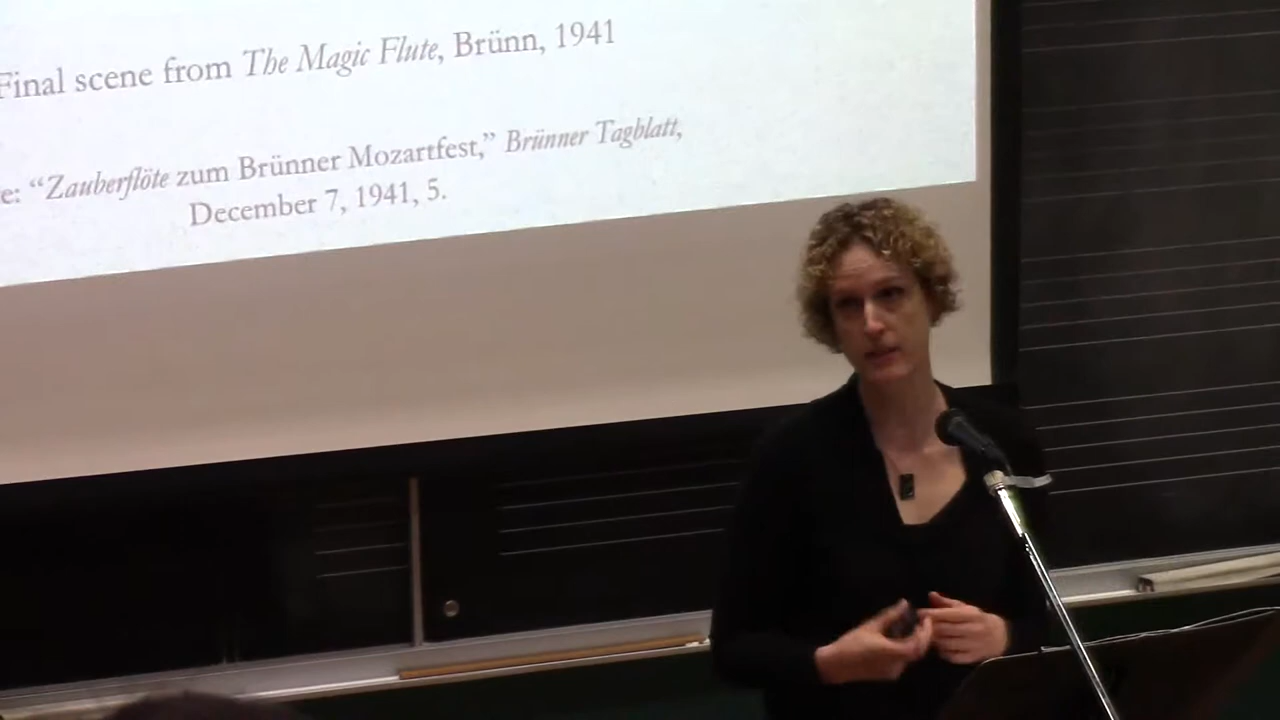 Final scene from The Magic Flute, Brünn, 1941
e: “Zauberflöte zum Brünner Mozartfest,” Brünner Tagblatt,
December 7, 1941, 5.